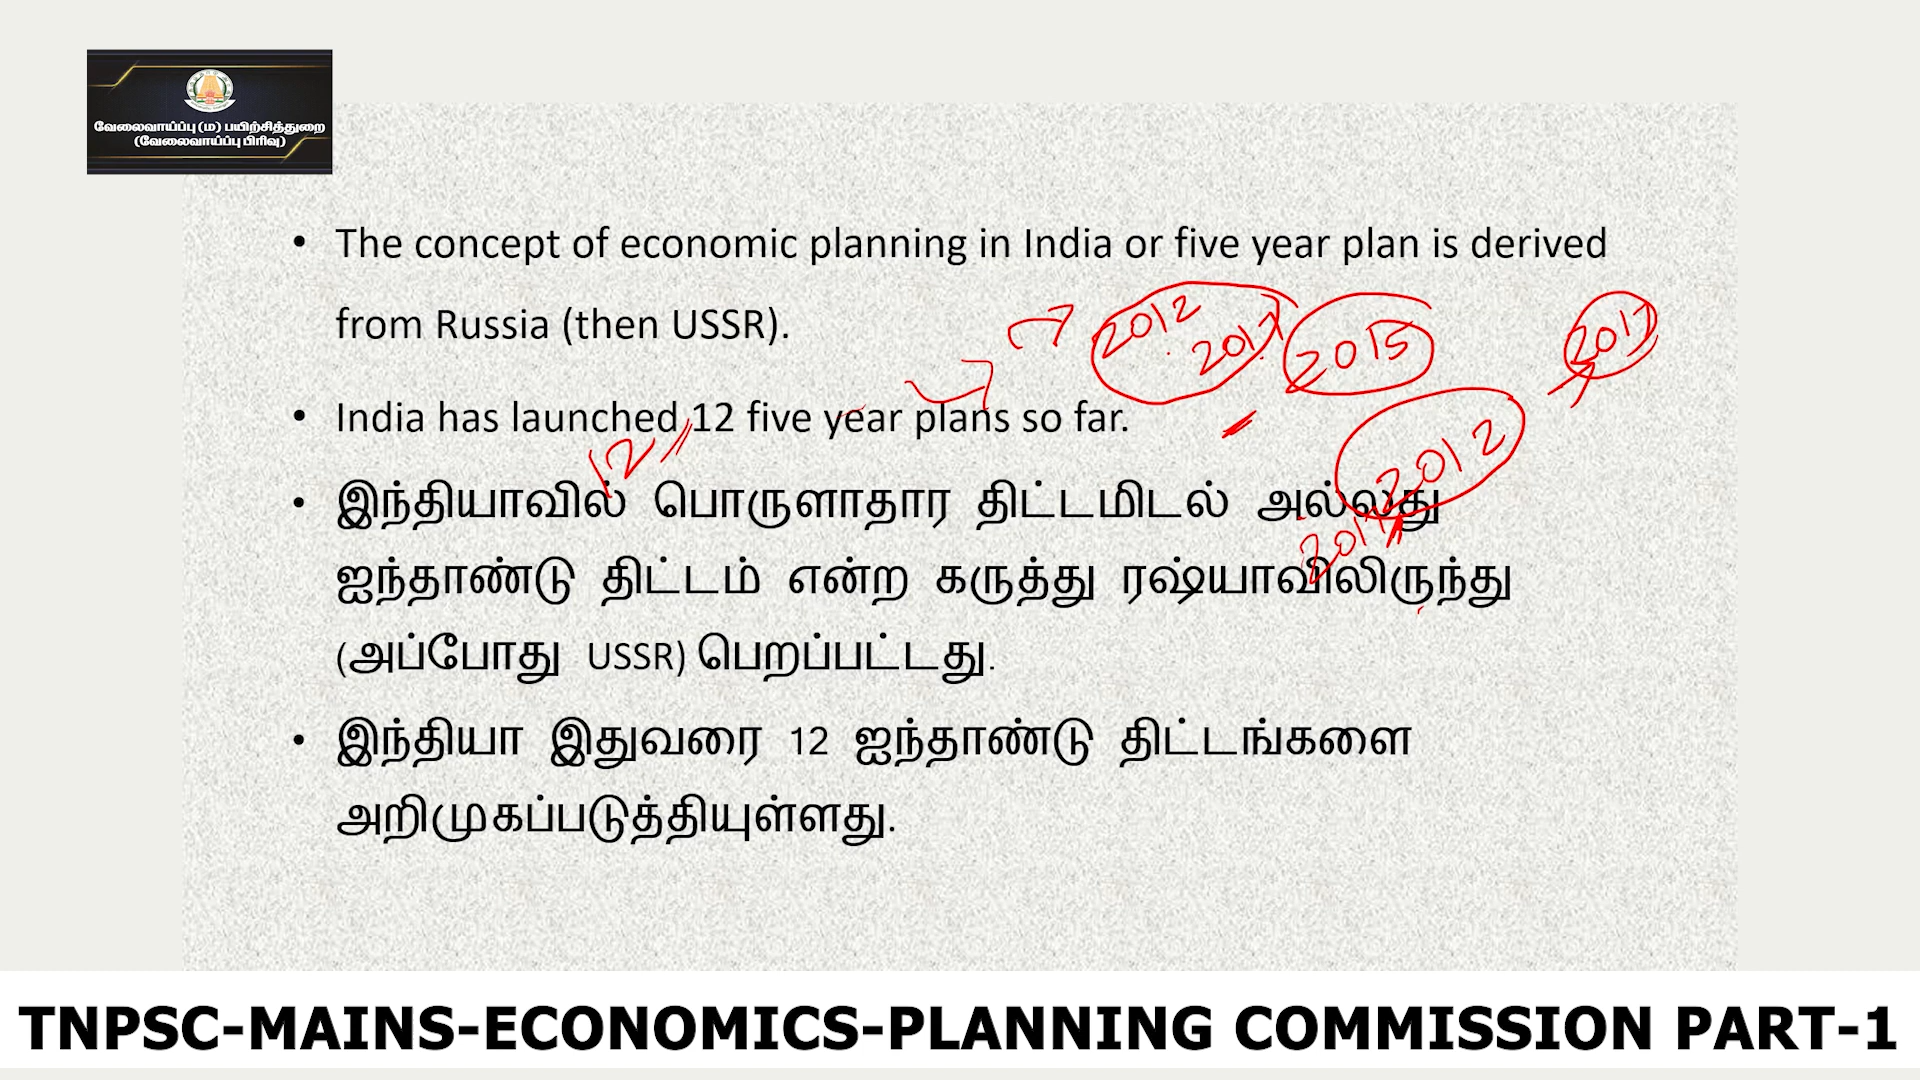 வேலைவாய்ப்பு (ம) பயிற்சித்துறை
(வேலைவாய்ப்பு பிரிவு)
• The concept of economic planning in India or five year plan is derived
from Russia (then USSR).
2012
2017
2015
2017
• India has launched 12 five year plans so far.
12
2012
2017
• இந்தியாவில் பொருளாதார திட்டமிடல் அல்லது
ஐந்தாண்டு திட்டம் என்ற கருத்து ரஷ்யாவிலிருந்து
(அப்போது USSR) பெறப்பட்டது.
• இந்தியா இதுவரை 12 ஐந்தாண்டு திட்டங்களை
அறிமுகப்படுத்தியுள்ளது.
TNPSC-MAINS-ECONOMICS-PLANNING COMMISSION PART-1